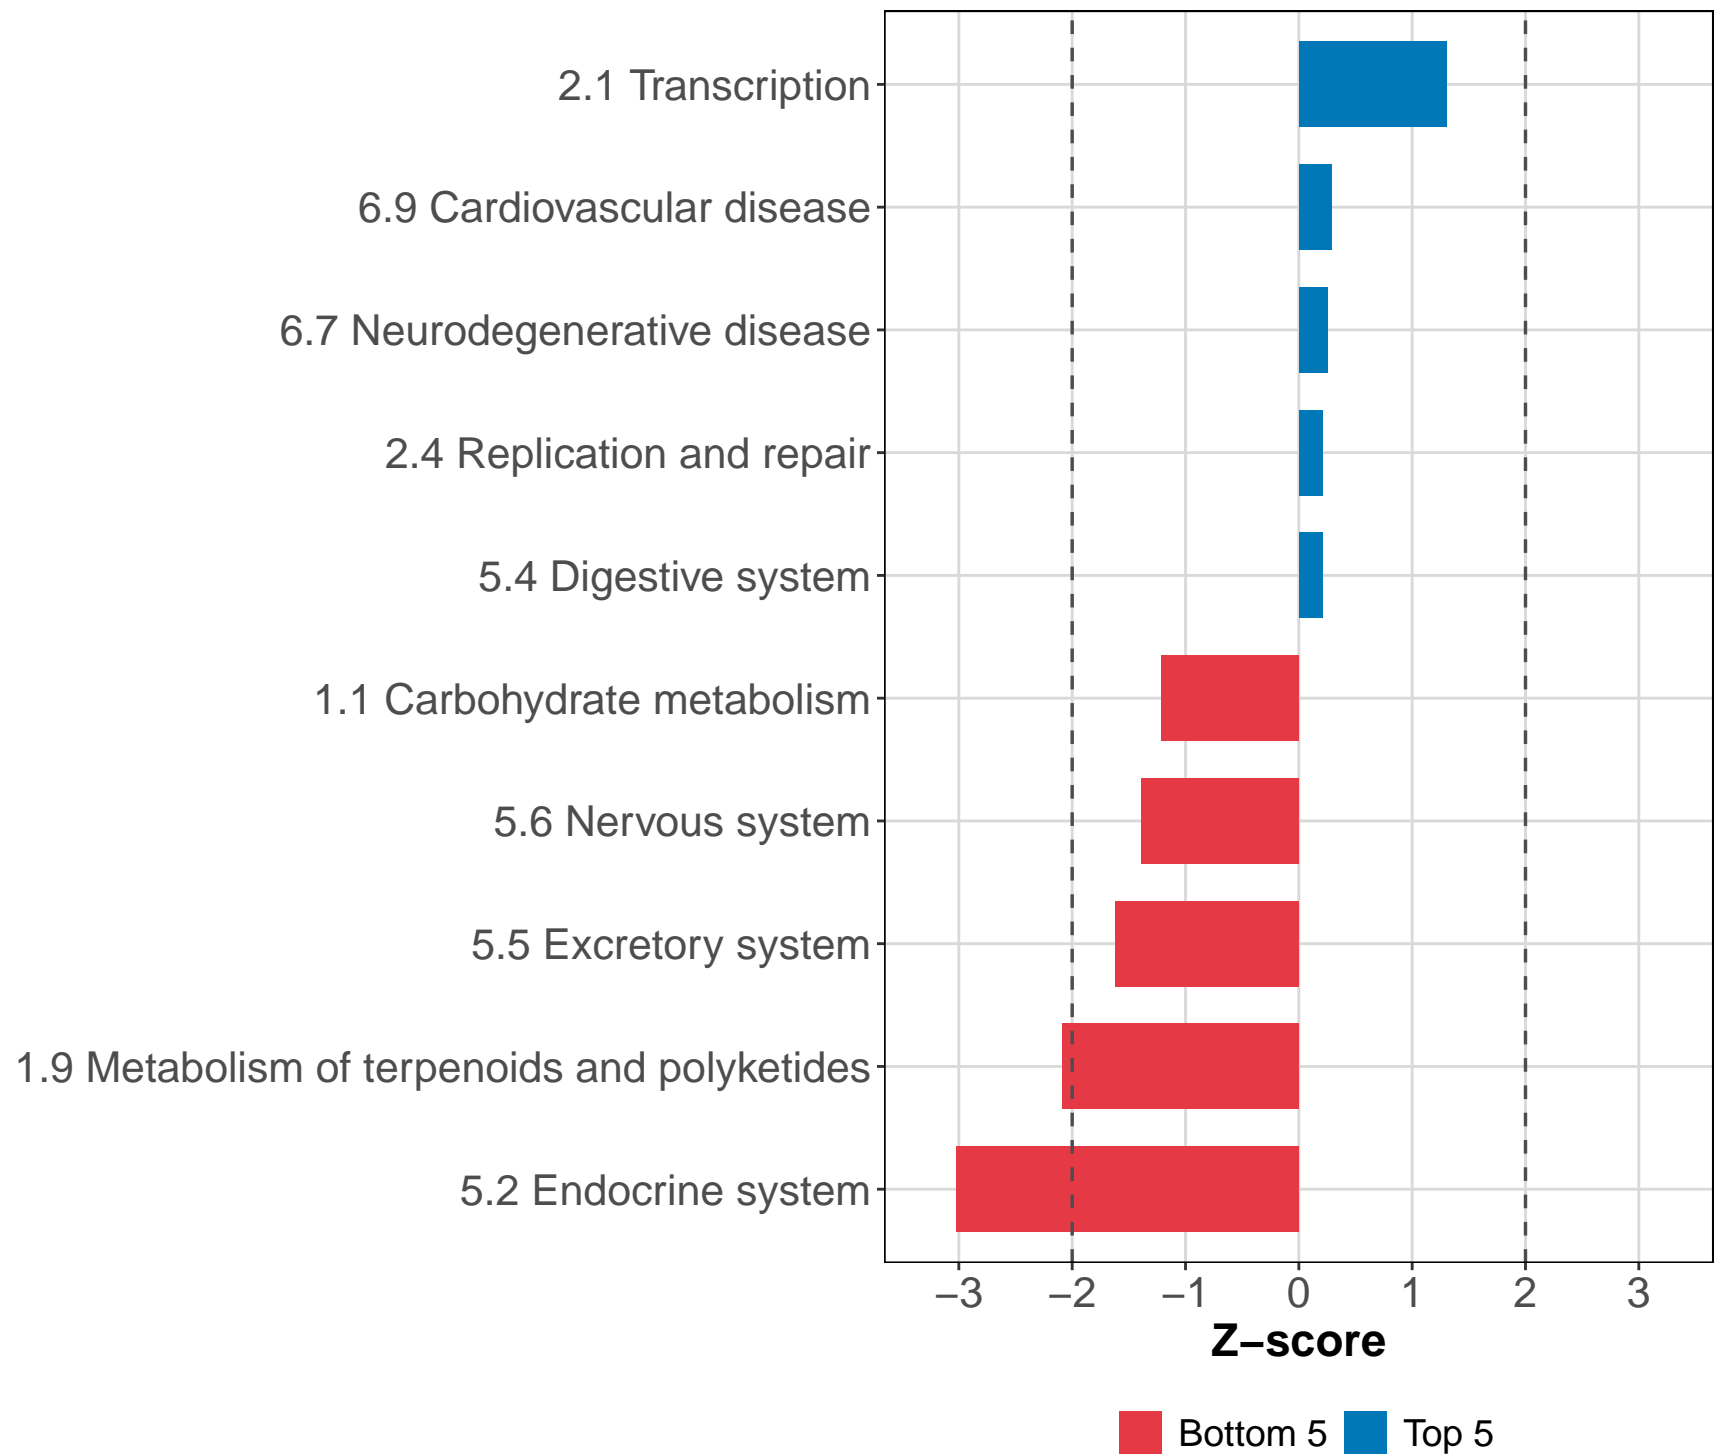 2.1 Transcription
6.9 Cardiovascular disease
6.7 Neurodegenerative disease
2.4 Replication and repair
5.4 Digestive system
1.1 Carbohydrate metabolism
5.6 Nervous system
5.5 Excretory system
1.9 Metabolism of terpenoids and polyketides
5.2 Endocrine system
−3 −2 −1 0 1 2 3
Z−score
Bottom 5 Top 5